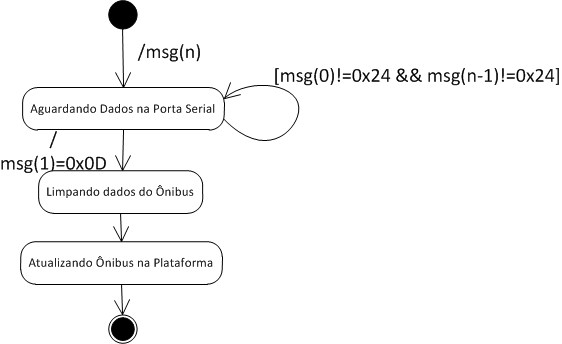 /msg(n)
[msg(0)!=0x24 && msg(n-1)!=0x24]
Aguardando Dados na Porta Serial
/
msg(1)=0x0D
Limpando dados do Ônibus
Atualizando Ônibus na Plataforma